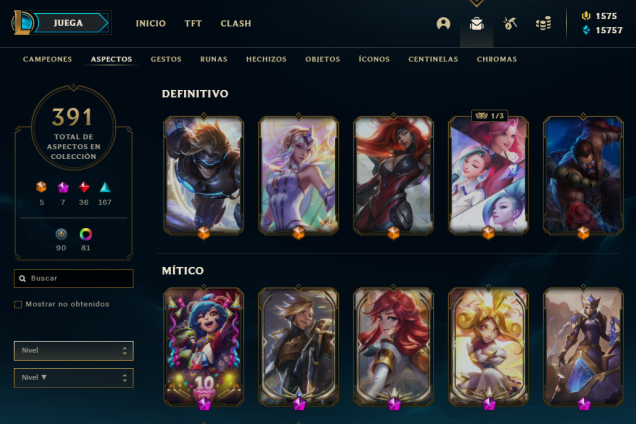 JUEGA
INICIO TFT CLASH
1575
15757
CAMPEONES ASPECTOS GESTOS RUNAS HECHIZOS OBJETOS ÍCONOS CENTINELAS CHROMAS
391
TOTAL DE
ASPECTOS EN
COLECCIÓN
5 7 36 167
90 81
Buscar
Mostrar no obtenidos
Nivel
Nivel ▼
DEFINITIVO
1/3
MÍTICO
10